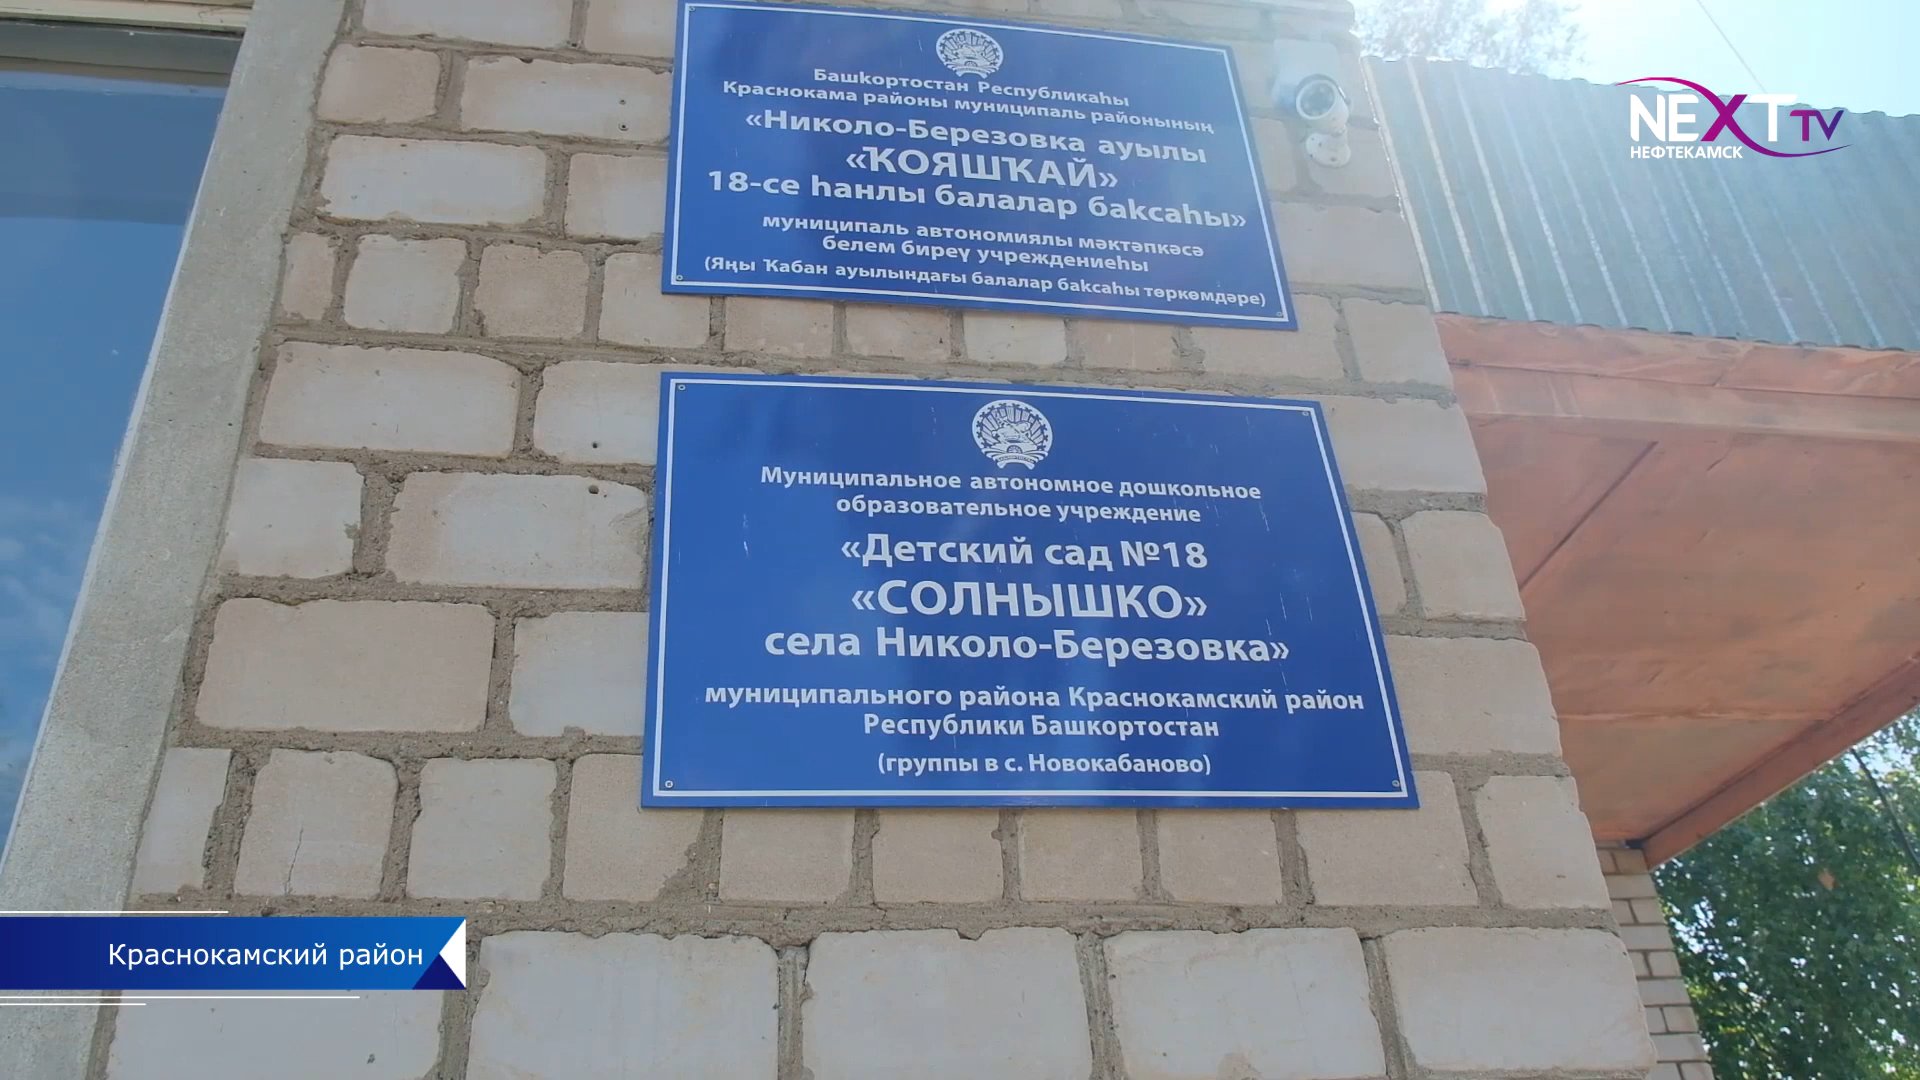 Башҡортостан Республикаһы
Краснокама районы муниципаль районының
«Николо-Березовка ауылы
«ҠОЯШҠАЙ»
18-се һанлы балалар баҡсаһы»
муниципаль автономиялы мәктәпкәсә
белем биреү учреждениеһы
(Яңы Ҡабан ауылындағы балалар баҡсаһы төркөмдәре)
NEXT TV
НЕФТЕКАМСК
Муниципальное автономное дошкольное
образовательное учреждение
«Детский сад №18
«СОЛНЫШКО»
села Николо-Березовка»
муниципального района Краснокамский район
Республики Башкортостан
(группы в с. Новокабаново)
Краснокамский район